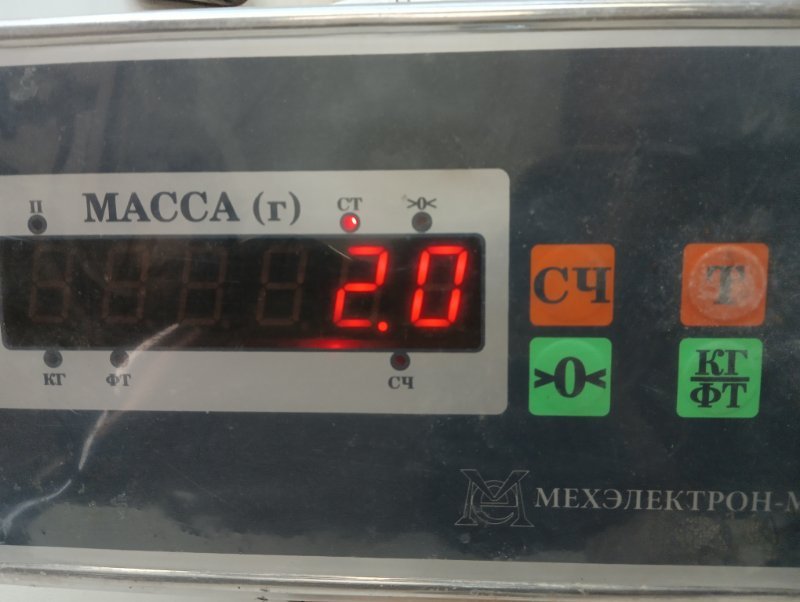 П МАССА (г) СТ >0<
2.0
КГ ФТ СЧ
СЧ Т
>0< КГ/ФТ
МЕХЭЛЕКТРОН-М